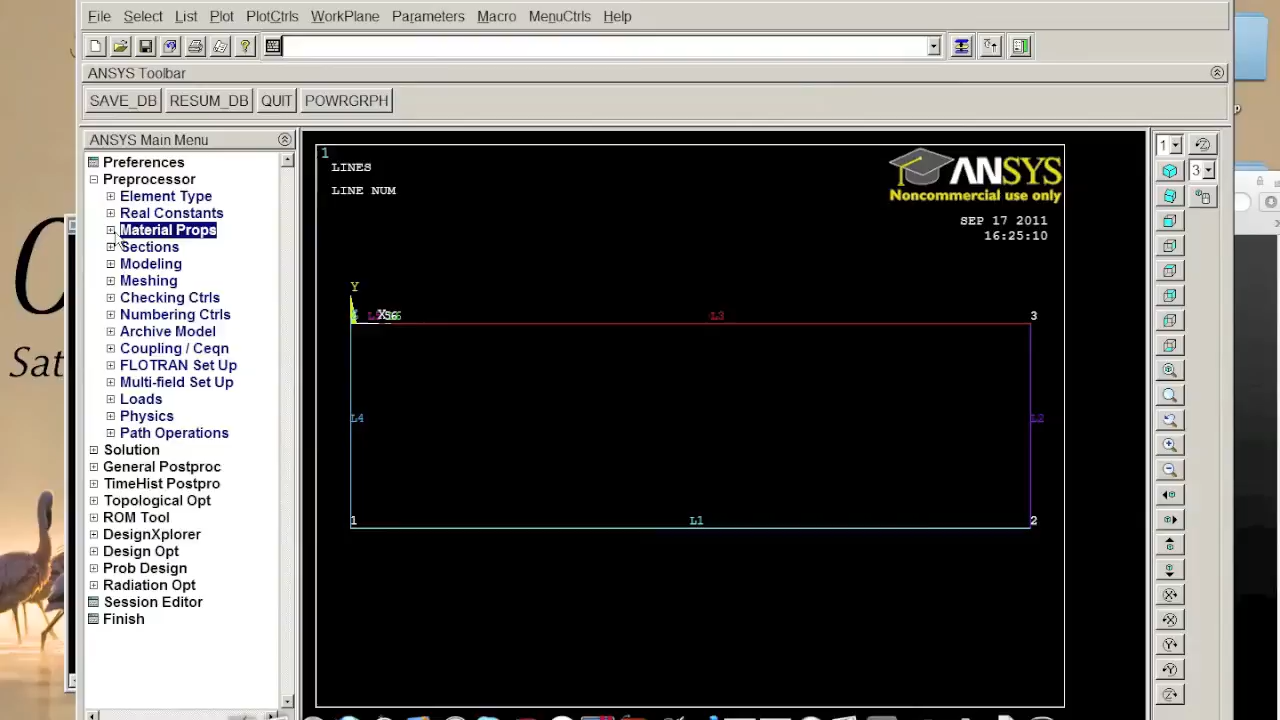 File Select List Plot PlotCtrls WorkPlane Parameters Macro MenuCtrls Help
ANSYS Toolbar
SAVE_DB RESUM_DB QUIT POWRGRPH
ANSYS Main Menu
Preferences
Preprocessor
Element Type
Real Constants
Material Props
Sections
Modeling
Meshing
Checking Ctrls
Numbering Ctrls
Archive Model
Coupling / Ceqn
FLOTRAN Set Up
Multi-field Set Up
Loads
Physics
Path Operations
Solution
General Postproc
TimeHist Postpro
Topological Opt
ROM Tool
DesignXplorer
Design Opt
Prob Design
Radiation Opt
Session Editor
Finish
1
LINES
LINE NUM
ANSYS
Noncommercial use only
SEP 17 2011
16:25:10
Y
X
L3
3
L4
L2
1
L1
2
1
3
Sat